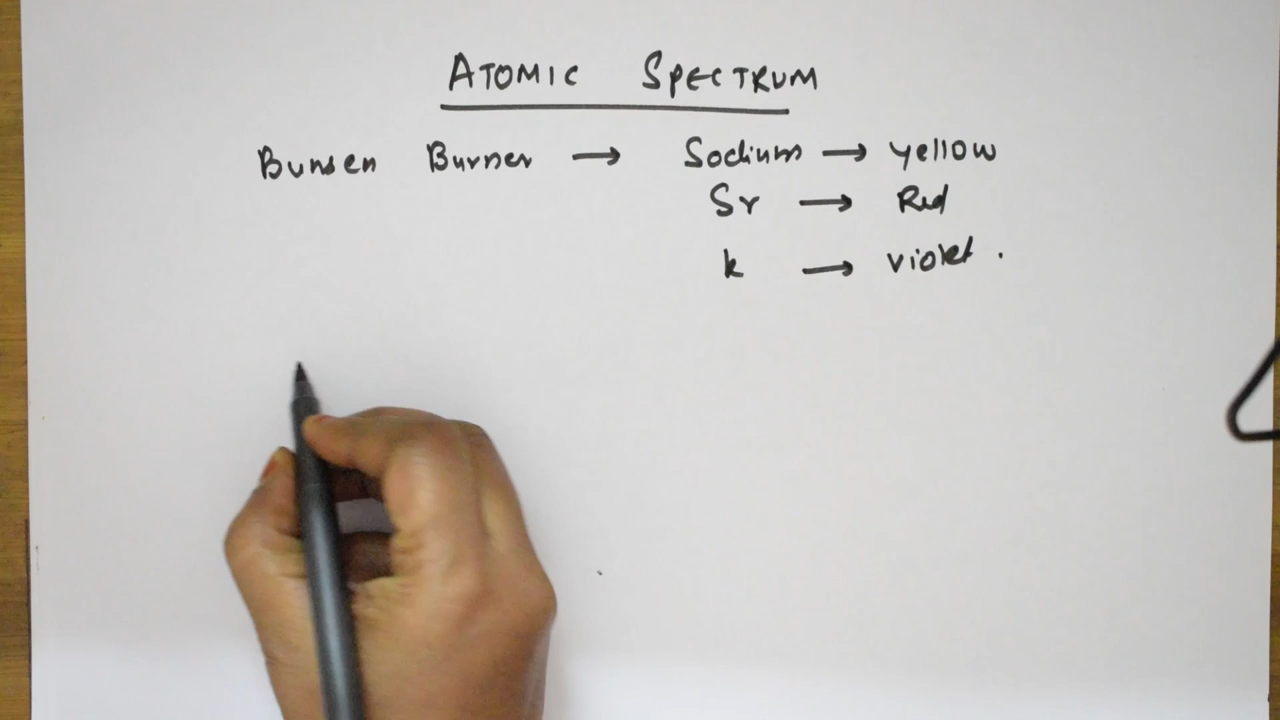 ATOMIC SPECTRUM
Bunsen Burner → Sodium → yellow
Sr → Red
k → violet.